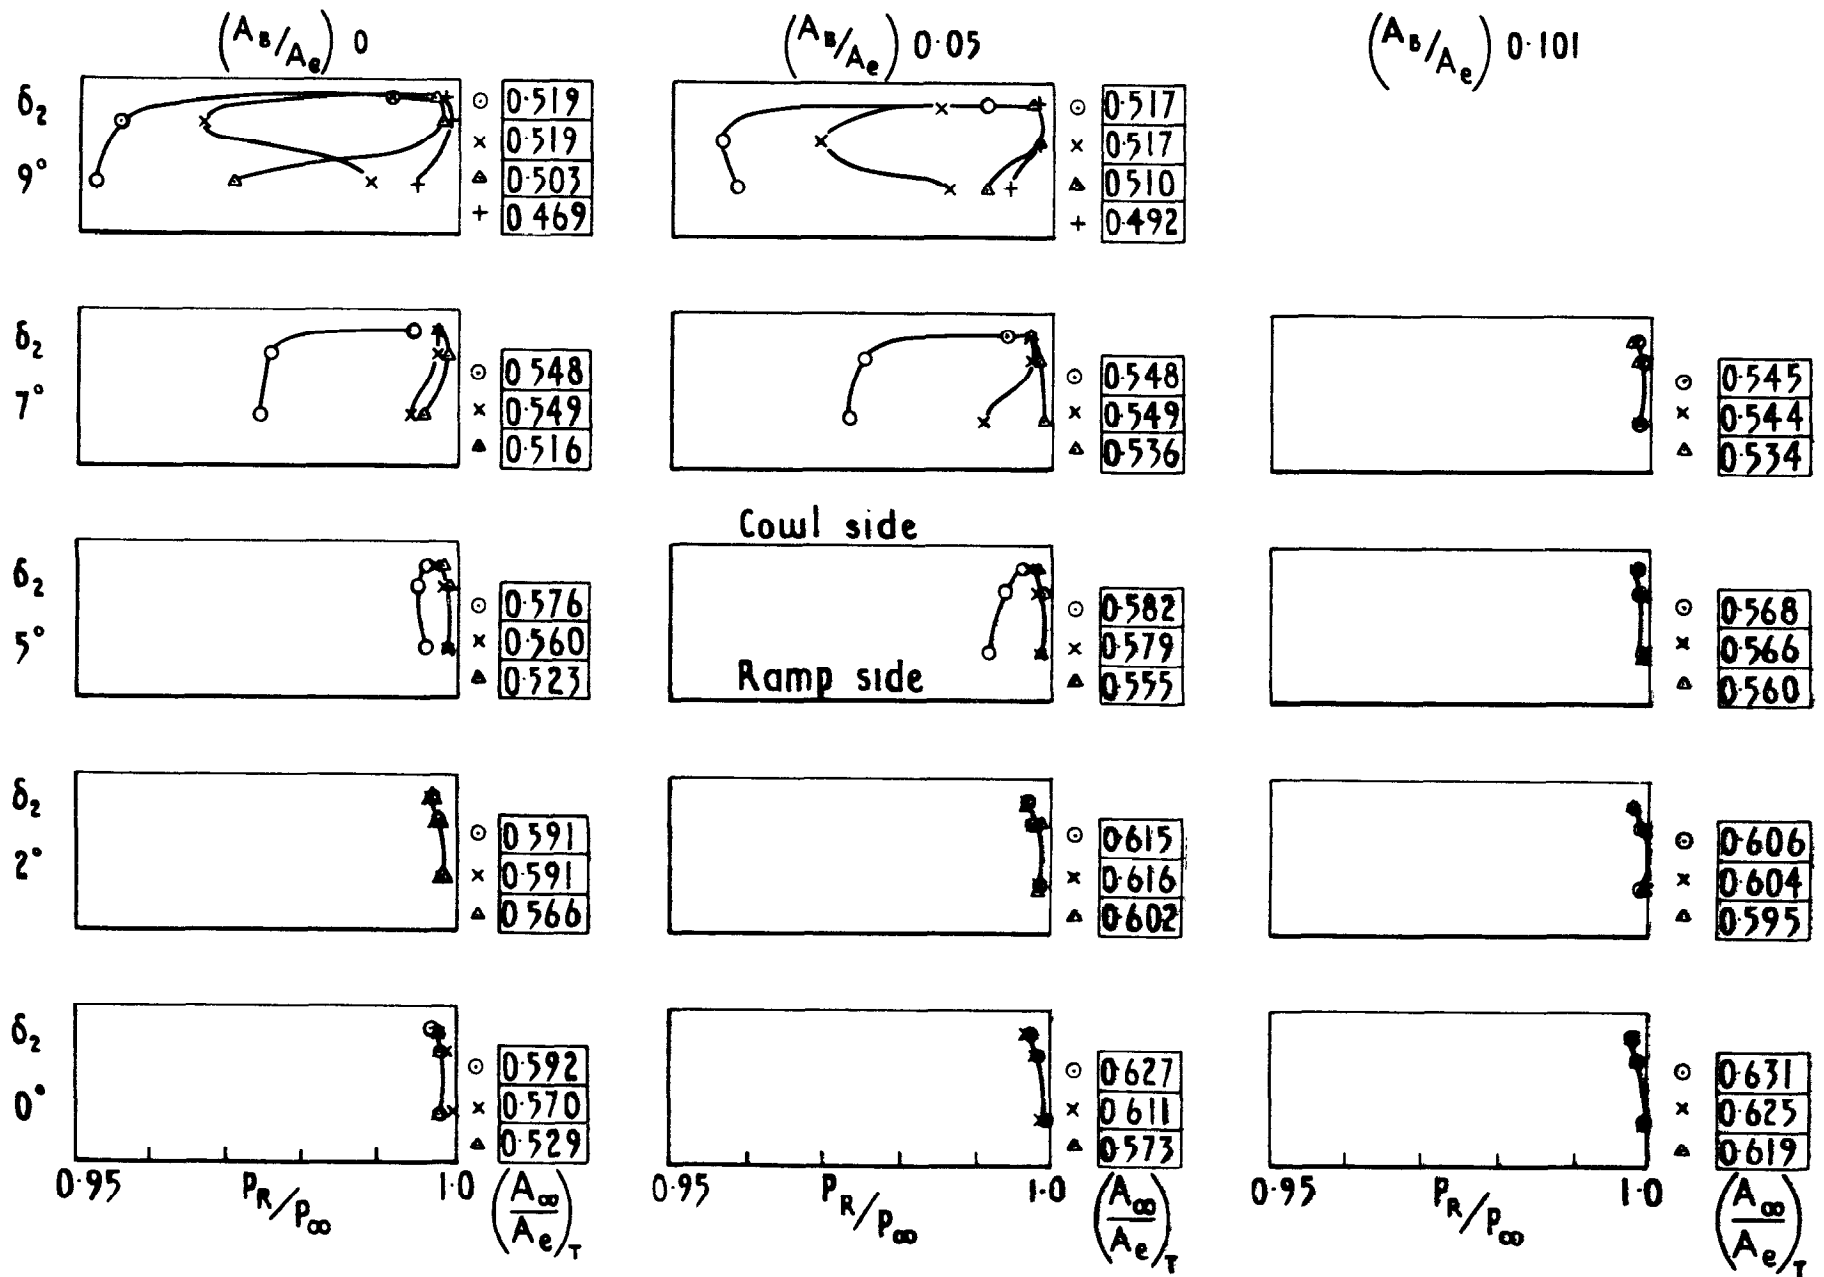 (A_B/A_e) 0
(A_B/A_e) 0·05
(A_B/A_e) 0·101
δ₂
9°
⊙ 0·519
× 0·519
△ 0·503
+ 0 469
⊙ 0·517
× 0·517
△ 0·510
+ 0·492
δ₂
7°
⊙ 0 548
× 0·549
△ 0·516
⊙ 0·548
× 0·549
△ 0·536
⊙ 0·545
× 0·544
△ 0·534
δ₂
5°
⊙ 0·576
× 0·560
△ 0·523
Cowl side
Ramp side
⊙ 0·582
× 0·579
△ 0·555
⊙ 0·568
× 0·566
△ 0·560
δ₂
2°
⊙ 0 591
× 0·591
△ 0 566
⊙ 0·615
× 0·616
△ 0·602
⊙ 0·606
× 0·604
△ 0·595
δ₂
0°
⊙ 0·592
× 0·570
△ 0·529
⊙ 0·627
× 0 611
△ 0·573
⊙ 0·631
× 0·625
△ 0·619
0·95 P_R/P_∞ 1·0 (A_∞/A_e)_T
0·95 P_R/P_∞ 1·0 (A_∞/A_e)_T
0·95 P_R/P_∞ 1·0 (A_∞/A_e)_T